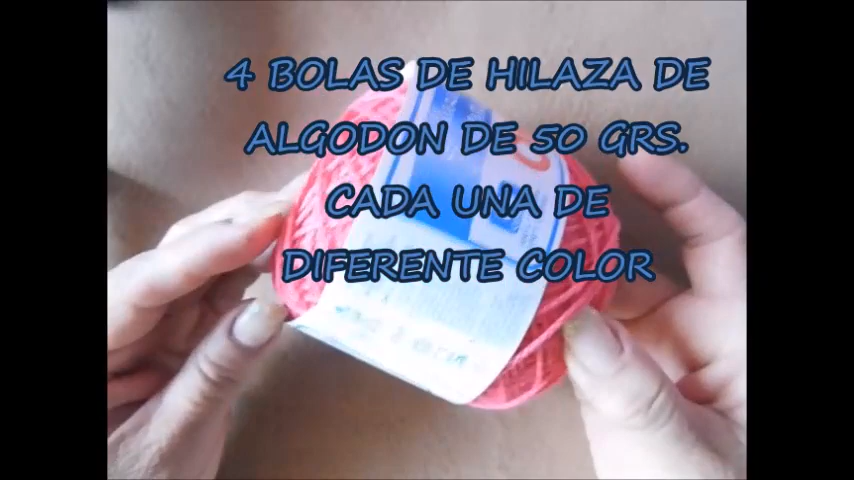 4 BOLAS DE HILAZA DE
ALGODON DE 50 GRS.
CADA UNA DE
DIFERENTE COLOR